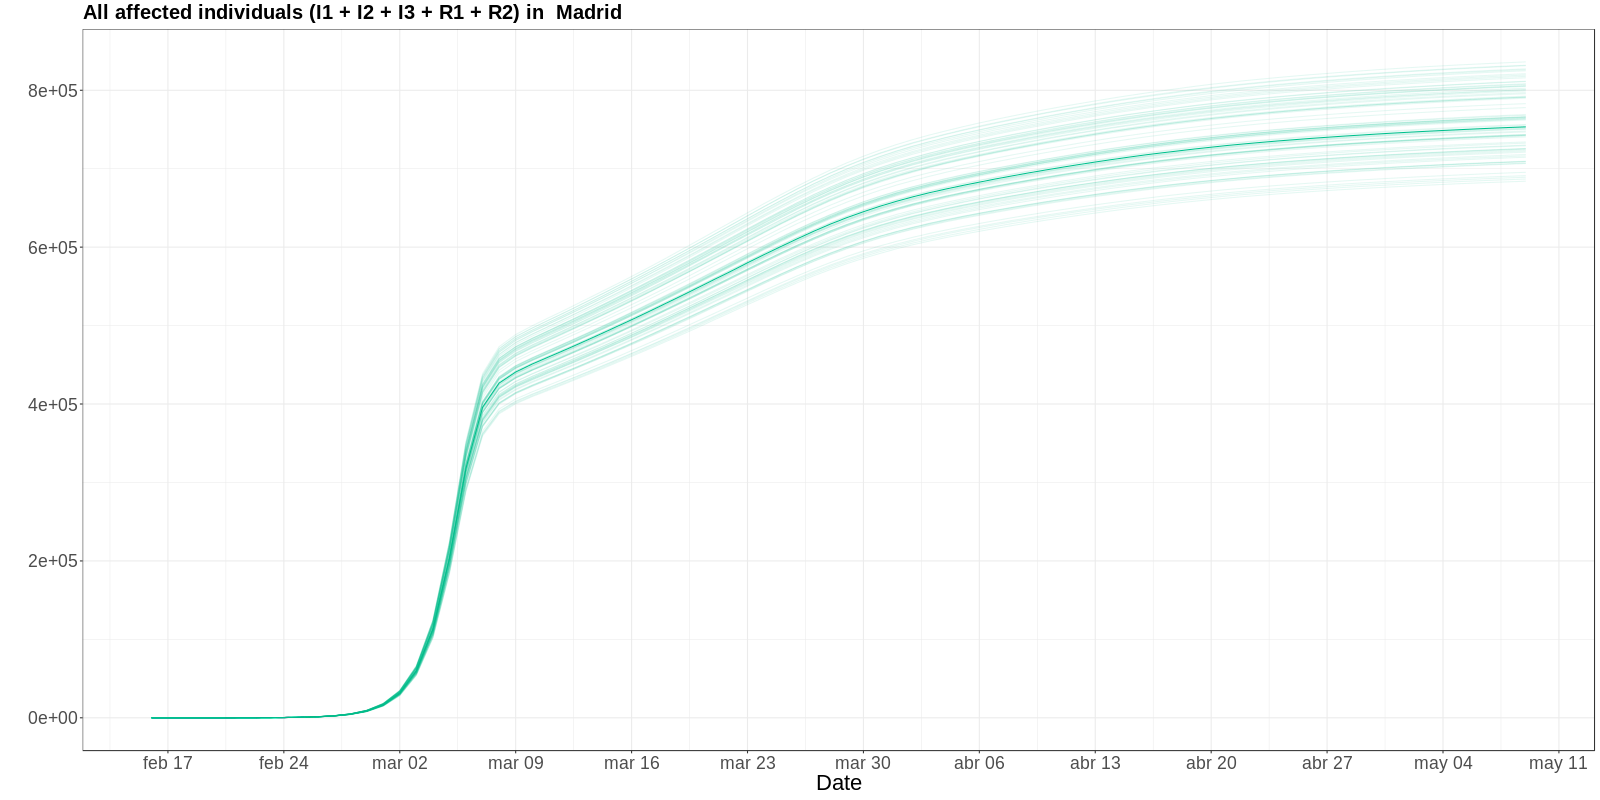 All affected individuals (I1 + I2 + I3 + R1 + R2) in  Madrid
8e+05
6e+05
4e+05
2e+05
0e+00
feb 17 feb 24 mar 02 mar 09 mar 16 mar 23 mar 30 abr 06 abr 13 abr 20 abr 27 may 04 may 11
Date